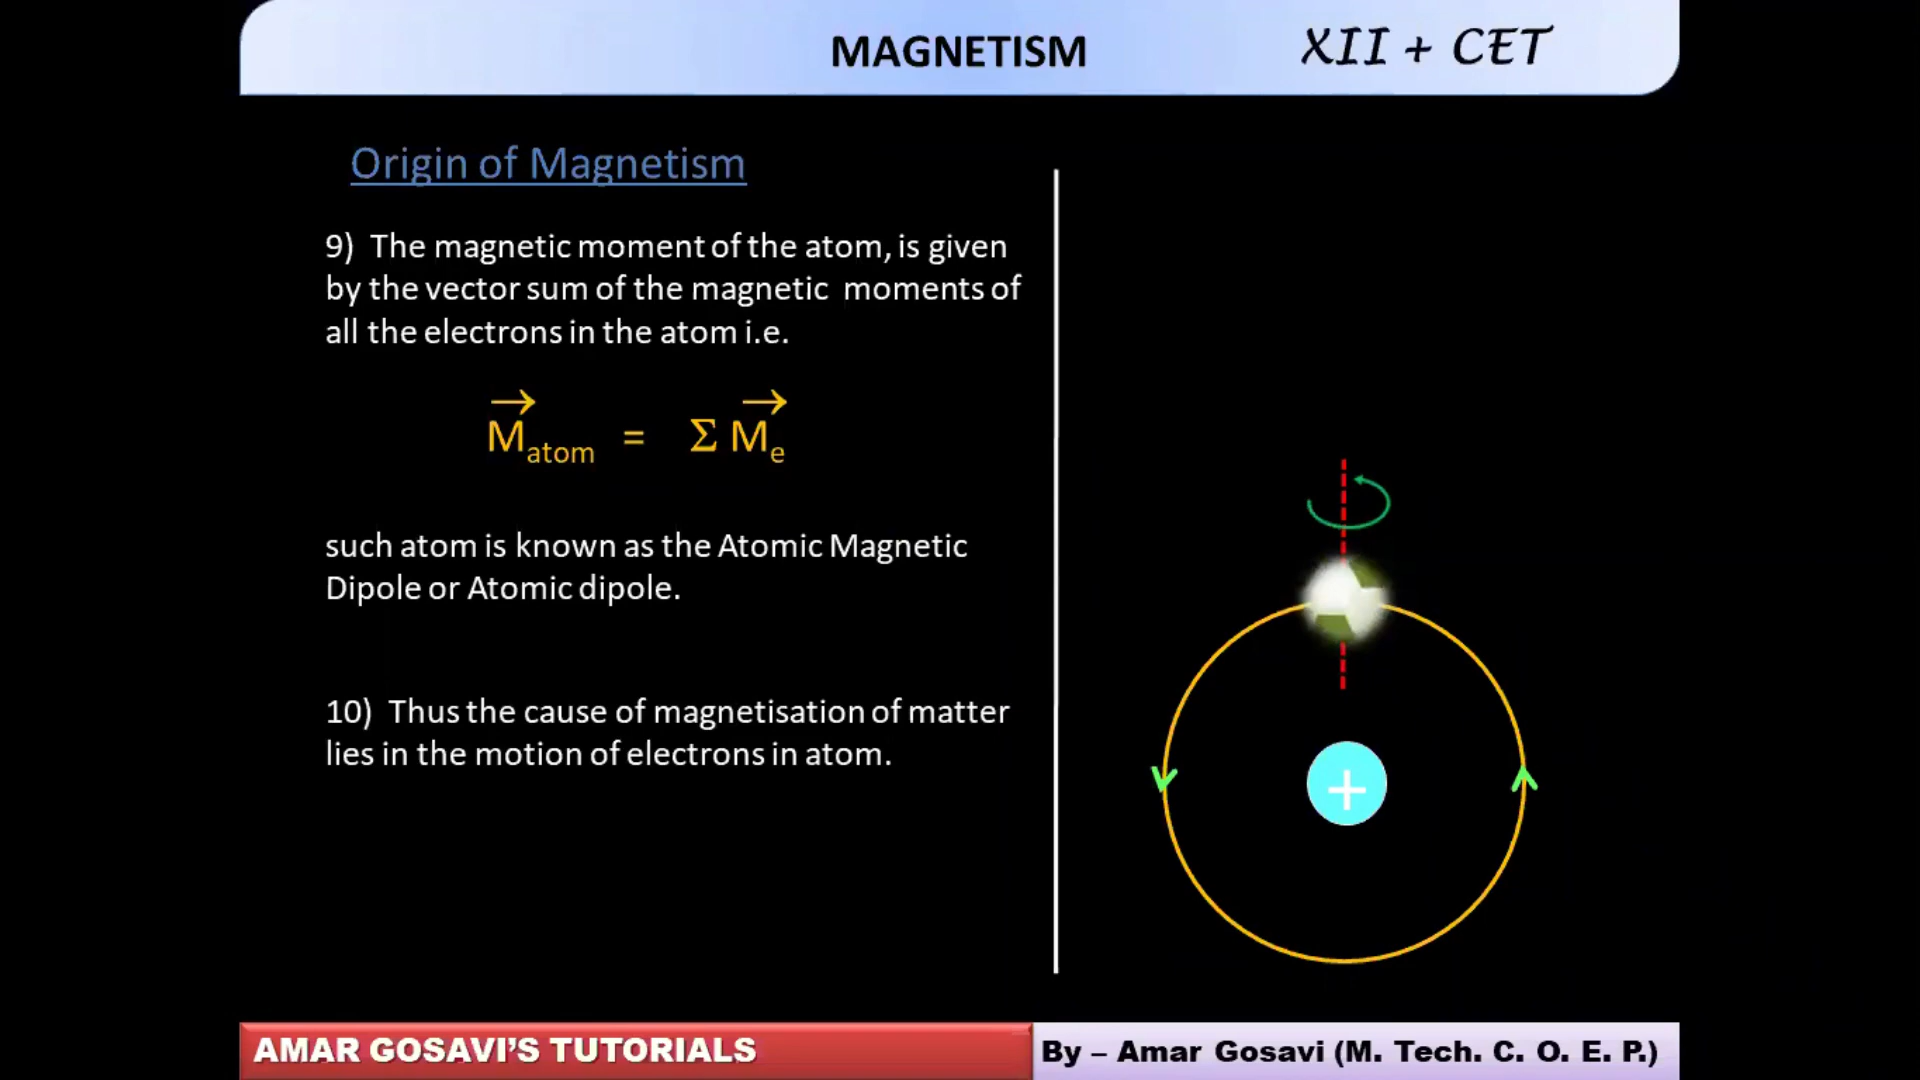 MAGNETISM
XII + CET
Origin of Magnetism
9) The magnetic moment of the atom, is given
by the vector sum of the magnetic moments of
all the electrons in the atom i.e.
M⃗atom = Σ M⃗e
such atom is known as the Atomic Magnetic
Dipole or Atomic dipole.
10) Thus the cause of magnetisation of matter
lies in the motion of electrons in atom.
+
AMAR GOSAVI'S TUTORIALS
By – Amar Gosavi (M. Tech. C. O. E. P.)